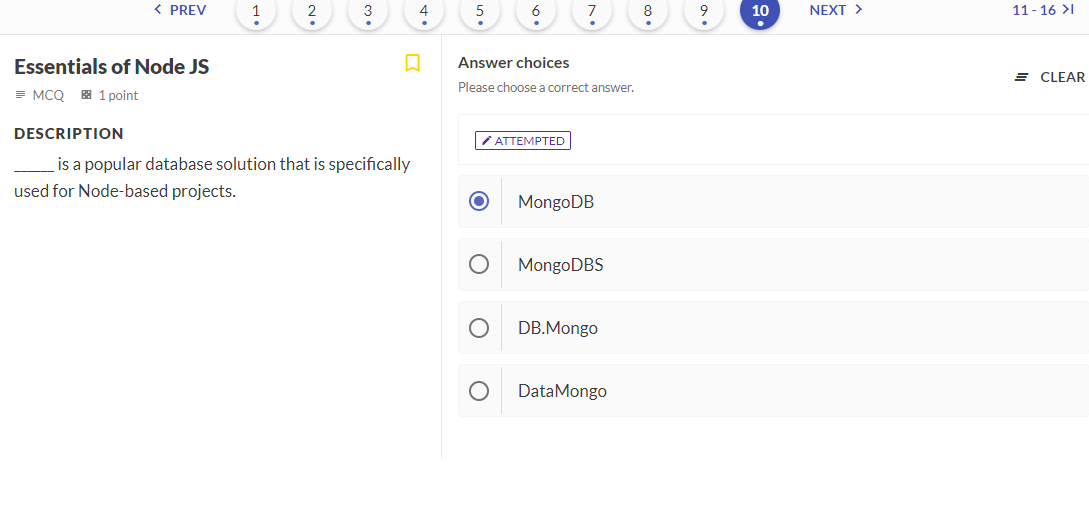 PREV 1 2 3 4 5 6 7 8 9 10 NEXT 11 - 16
Essentials of Node JS
MCQ 1 point
DESCRIPTION
______ is a popular database solution that is specifically
used for Node-based projects.
Answer choices
Please choose a correct answer.
CLEAR
ATTEMPTED
MongoDB
MongoDBS
DB.Mongo
DataMongo